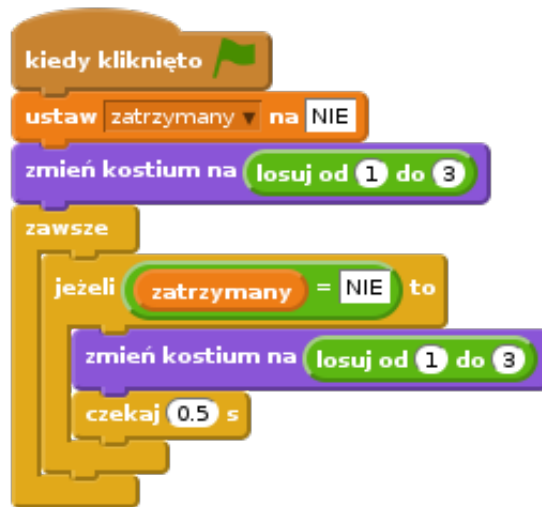 kiedy kliknięto
ustaw zatrzymany na NIE
zmień kostium na losuj od 1 do 3
zawsze
jeżeli zatrzymany = NIE to
zmień kostium na losuj od 1 do 3
czekaj 0.5 s